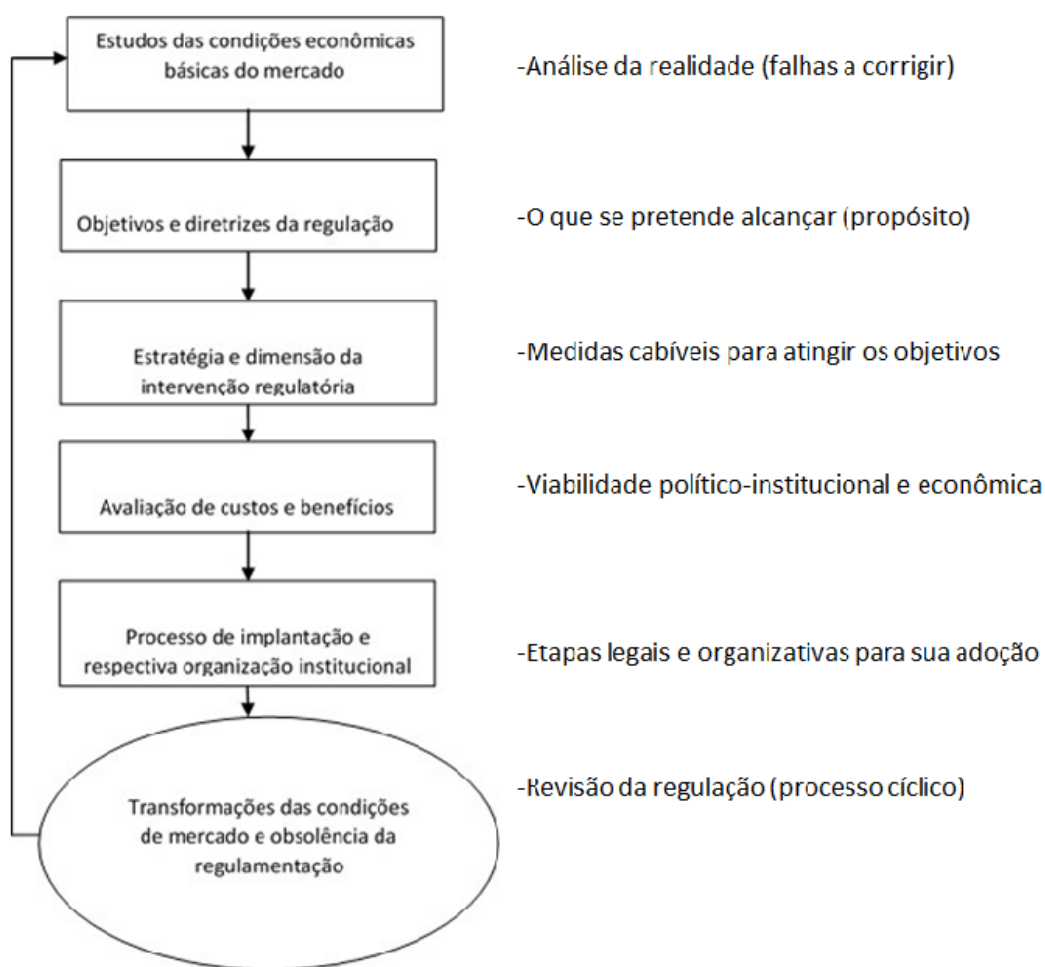 Estudos das condições econômicas
básicas do mercado
-Análise da realidade (falhas a corrigir)
Objetivos e diretrizes da regulação
-O que se pretende alcançar (propósito)
Estratégia e dimensão da
intervenção regulatória
-Medidas cabíveis para atingir os objetivos
Avaliação de custos e benefícios
-Viabilidade político-institucional e econômica
Processo de implantação e
respectiva organização institucional
-Etapas legais e organizativas para sua adoção
Transformações das condições
de mercado e obsolência da
regulamentação
-Revisão da regulação (processo cíclico)